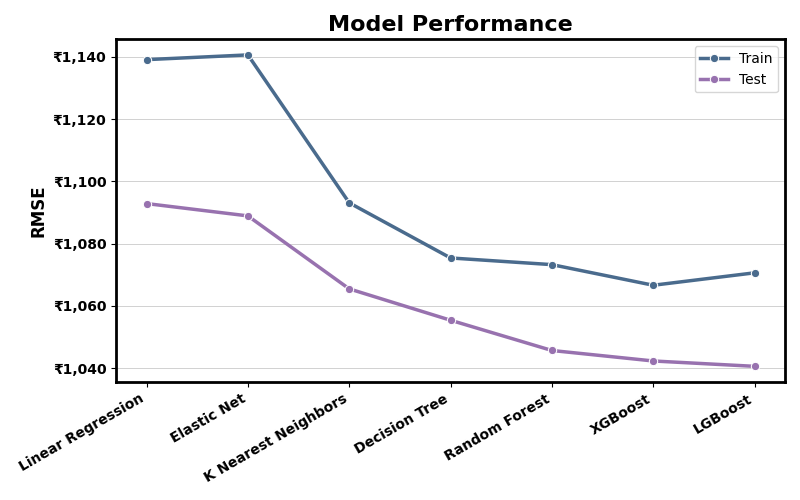 Model Performance
₹1,140
₹1,120
₹1,100
₹1,080
₹1,060
₹1,040
RMSE
Train
Test
Linear Regression
Elastic Net
K Nearest Neighbors
Decision Tree
Random Forest
XGBoost
LGBoost